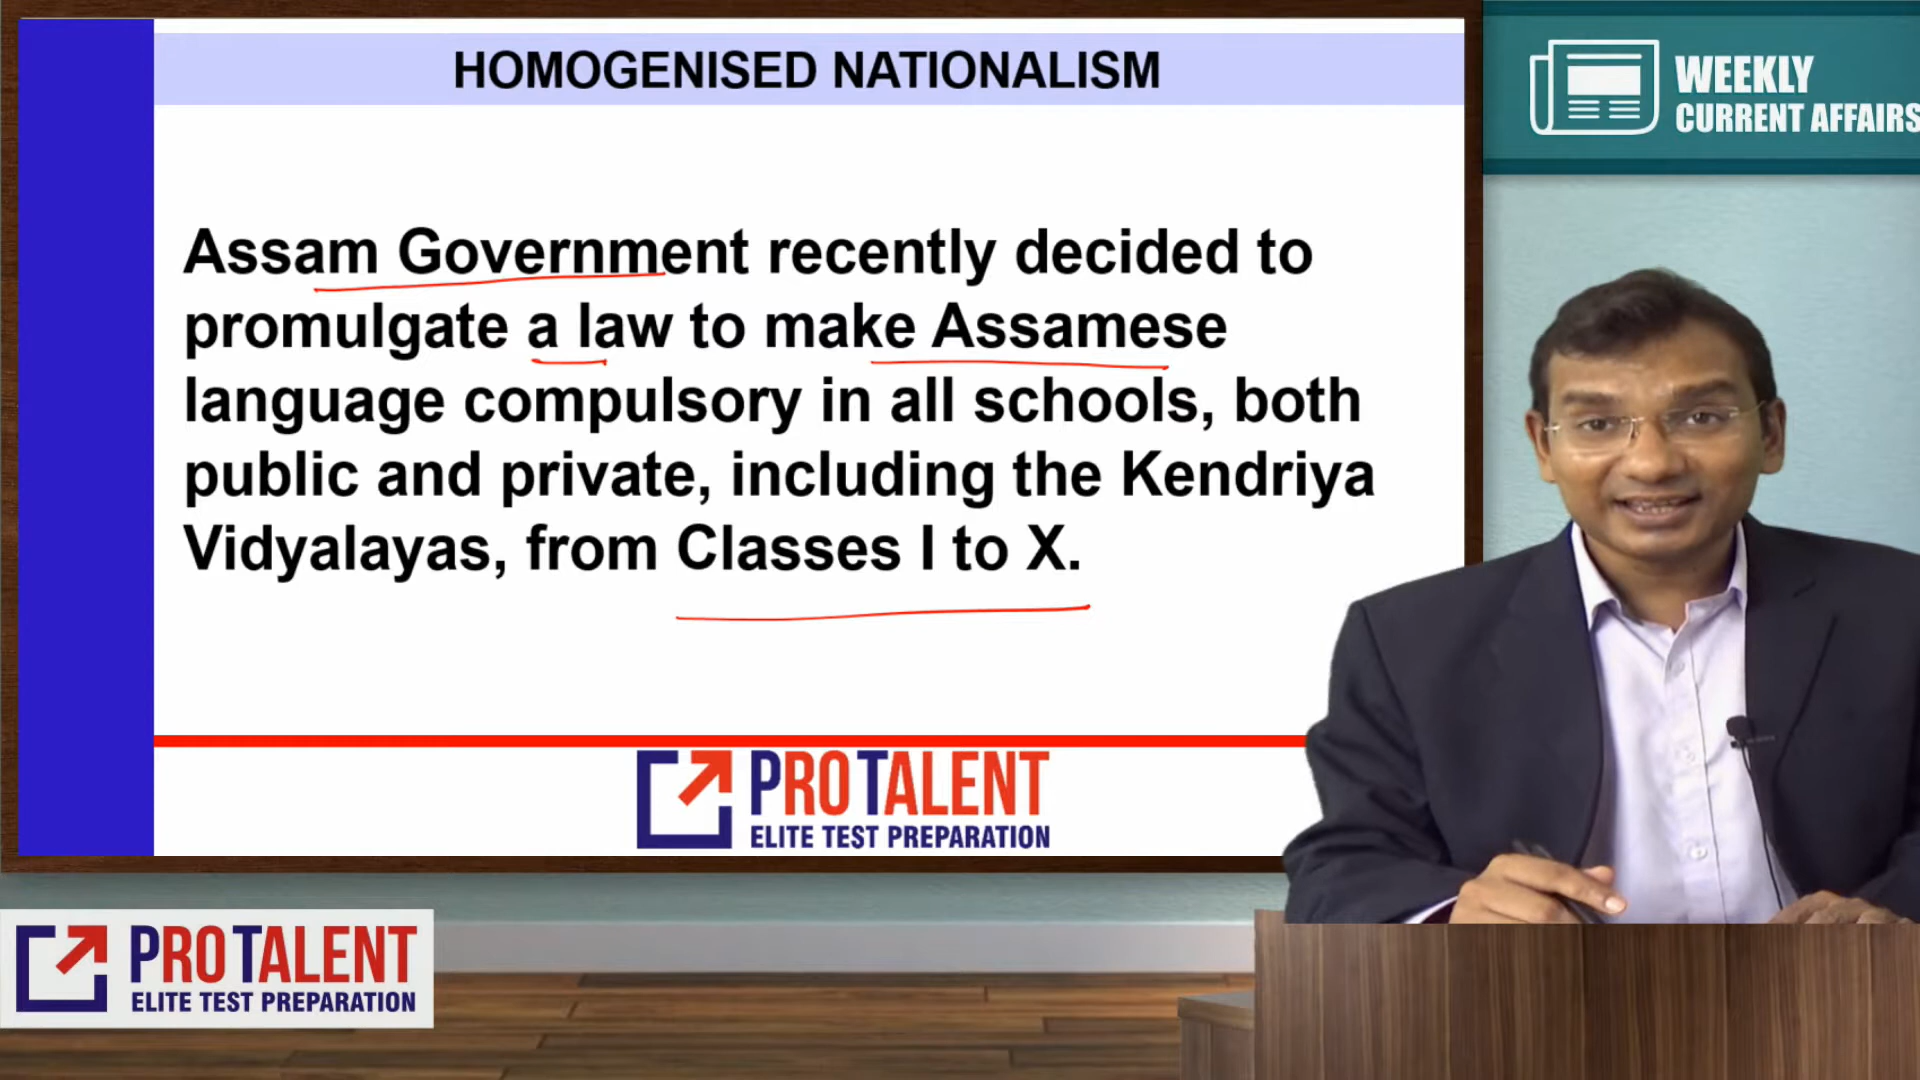 HOMOGENISED NATIONALISM
WEEKLY
CURRENT AFFAIRS
Assam Government recently decided to
promulgate a law to make Assamese
language compulsory in all schools, both
public and private, including the Kendriya
Vidyalayas, from Classes I to X.
PROTALENT
ELITE TEST PREPARATION
PROTALENT
ELITE TEST PREPARATION